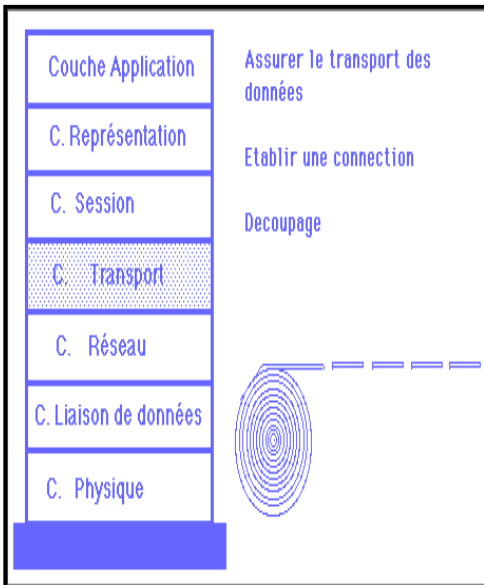 Couche Application
C. Représentation
C. Session
C. Transport
C. Réseau
C. Liaison de données
C. Physique
Assurer le transport des
données
Etablir une connection
Decoupage